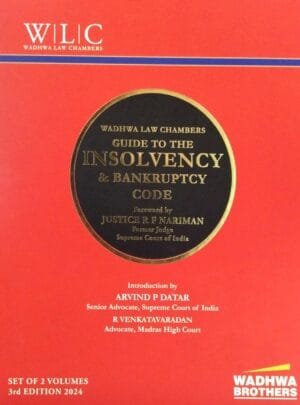 W|L|C
WADHWA LAW CHAMBERS
WADHWA LAW CHAMBERS
GUIDE TO THE
INSOLVENCY
& BANKRUPTCY
CODE
Foreword by
JUSTICE R F NARIMAN
Former Judge
Supreme Court of India
Introduction by
ARVIND P DATAR
Senior Advocate, Supreme Court of India
R VENKATAVARADAN
Advocate, Madras High Court
SET OF 2 VOLUMES
3rd EDITION 2024
WADHWA
BROTHERS